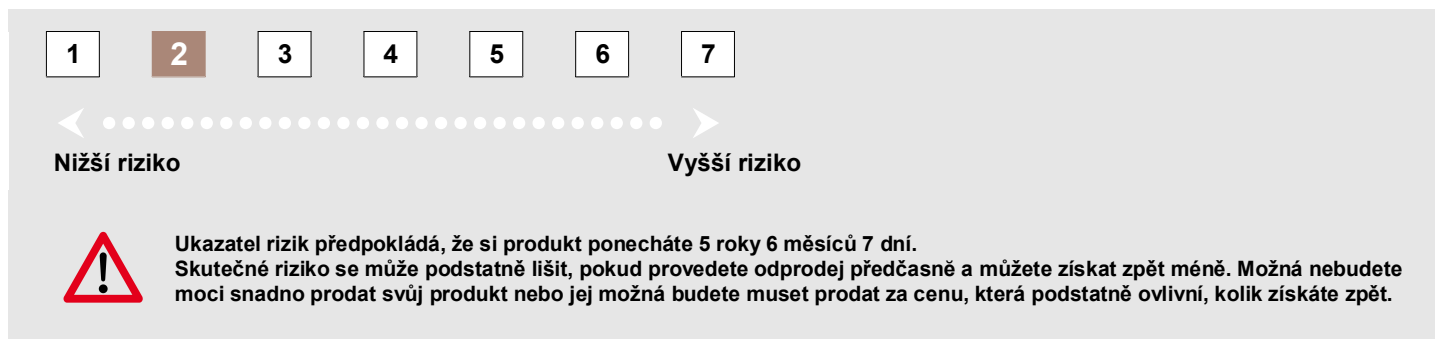 1 2 3 4 5 6 7
Nižší riziko Vyšší riziko
Ukazatel rizik předpokládá, že si produkt ponecháte 5 roky 6 měsíců 7 dní.
Skutečné riziko se může podstatně lišit, pokud provedete odprodej předčasně a můžete získat zpět méně. Možná nebudete
moci snadno prodat svůj produkt nebo jej možná budete muset prodat za cenu, která podstatně ovlivní, kolik získáte zpět.